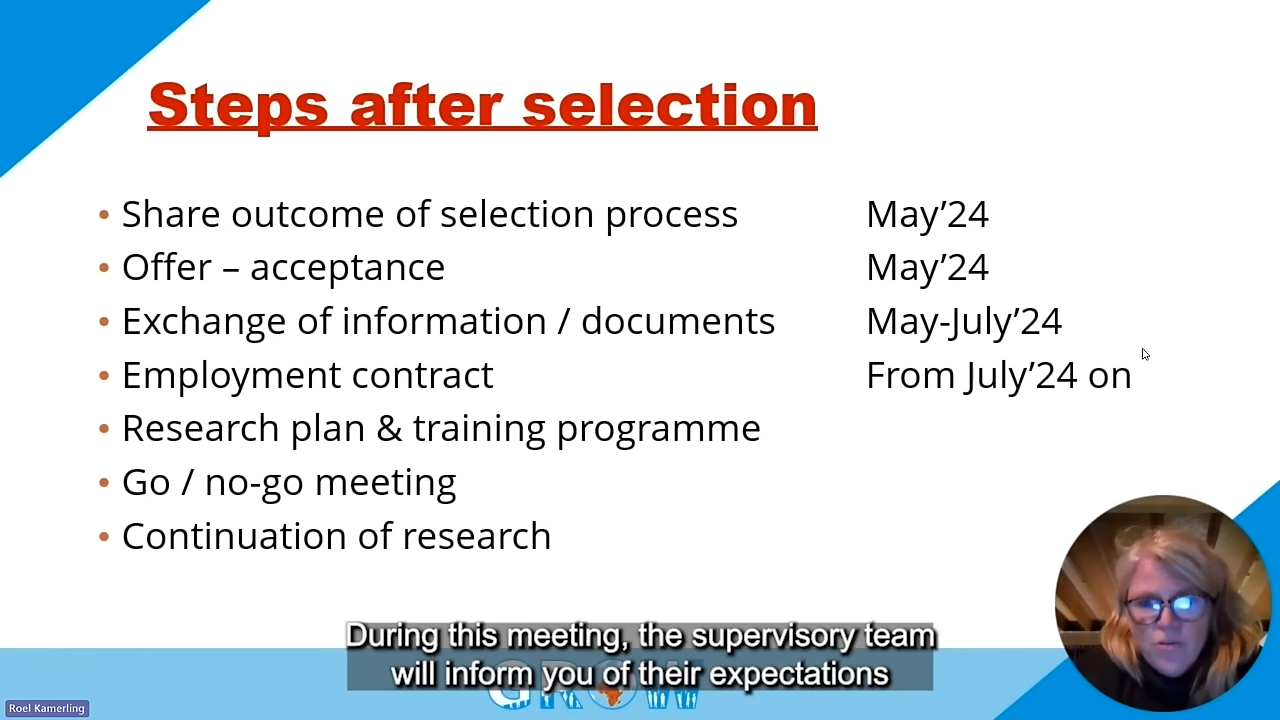 Steps after selection
• Share outcome of selection process May’24
• Offer – acceptance May’24
• Exchange of information / documents May-July’24
• Employment contract From July’24 on
• Research plan & training programme
• Go / no-go meeting
• Continuation of research
During this meeting, the supervisory team
will inform you of their expectations
GROW
Roel Kamerling